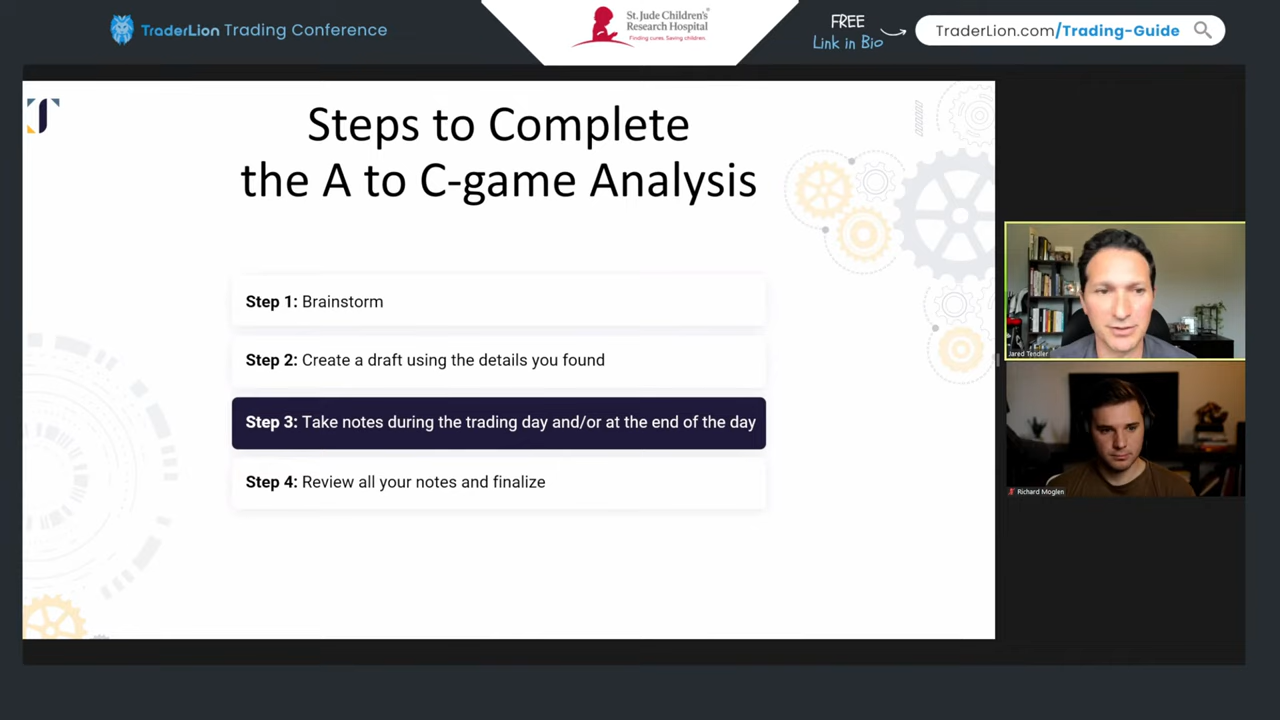 TraderLion Trading Conference
St. Jude Children's
Research Hospital
Finding cures. Saving children.
FREE
Link in Bio
TraderLion.com/Trading-Guide
Steps to Complete
the A to C-game Analysis
Step 1: Brainstorm
Step 2: Create a draft using the details you found
Step 3: Take notes during the trading day and/or at the end of the day
Step 4: Review all your notes and finalize
Jared Tendler
Richard Moglen